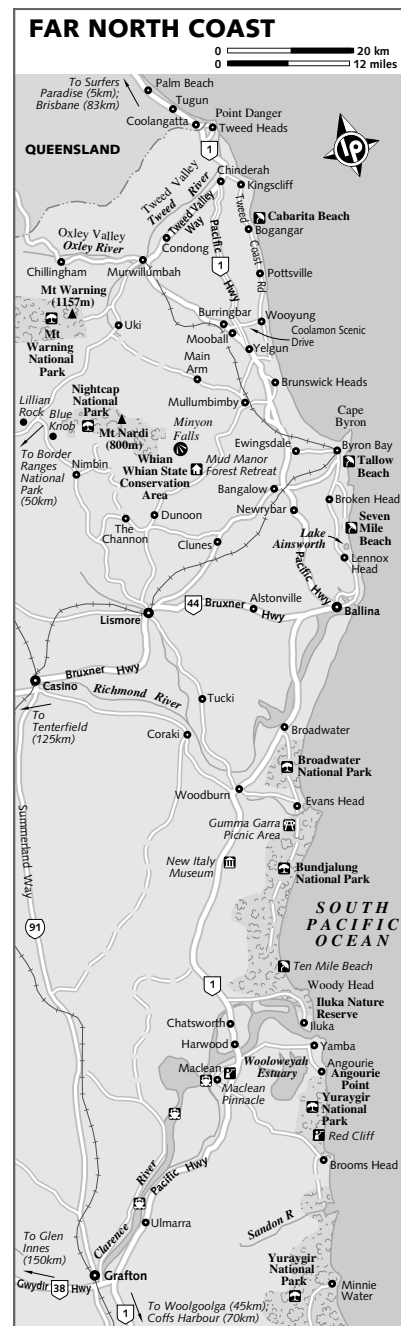 FAR NORTH COAST
0 20 km
0 12 miles
To Surfers
Paradise (5km);
Brisbane (83km)
Palm Beach
Tugun
Coolangatta
Point Danger
Tweed Heads
QUEENSLAND
1
LP
Chinderah
Kingscliff
Tweed Valley
Tweed River
Tweed Valley
Way
Oxley Valley
Oxley River
Condong
Cabarita Beach
Bogangar
Tweed
Coast
Rd
Pacific
Hwy
1
Chillingham
Murwillumbah
Pottsville
Mt Warning
(1157m)
Mt
Warning
National
Park
Uki
Burringbar
Mooball
Wooyung
Coolamon Scenic
Drive
Yelgun
Main
Arm
Brunswick Heads
Nightcap
National
Park
Mullumbimby
Lillian
Rock
Blue
Knob
Mt Nardi
(800m)
Minyon
Falls
Cape
Byron
Ewingsdale
Byron Bay
Tallow
Beach
To Border
Ranges
National
Park
(50km)
Nimbin
Whian
Whian State
Conservation
Area
Mud Manor
Forest Retreat
Bangalow
Broken Head
Newrybar
Seven
Mile
Beach
The
Channon
Dunoon
Clunes
Lake
Ainsworth
Lennox
Head
Pacific Hwy
Lismore
44
Bruxner
Hwy
Alstonville
Ballina
Bruxner Hwy
Casino
Richmond River
To
Tenterfield
(125km)
Tucki
Coraki
Broadwater
Broadwater
National Park
Woodburn
Evans Head
Gumma Garra
Picnic Area
Summerland Way
New Italy
Museum
Bundjalung
National Park
91
SOUTH
PACIFIC
OCEAN
Ten Mile Beach
1
Woody Head
Iluka Nature
Reserve
Chatsworth
Iluka
Harwood
Yamba
Maclean
Wooloweyah
Estuary
Angourie
Angourie
Point
Maclean
Pinnacle
Yuraygir
National
Park
Red Cliff
Brooms Head
Clarence River
Pacific Hwy
Sandon R
Ulmarra
To Glen
Innes
(150km)
Yuraygir
National
Park
Grafton
Minnie
Water
Gwydir
38
Hwy
1
To Woolgoolga (45km);
Coffs Harbour (70km)